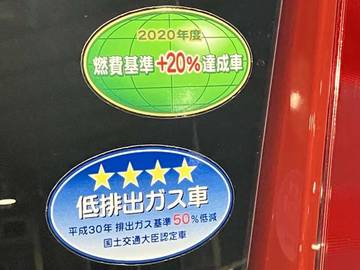 2020年度
燃費基準+20%達成車
★★★★
低排出ガス車
平成30年 排出ガス基準 50%低減
国土交通大臣認定車